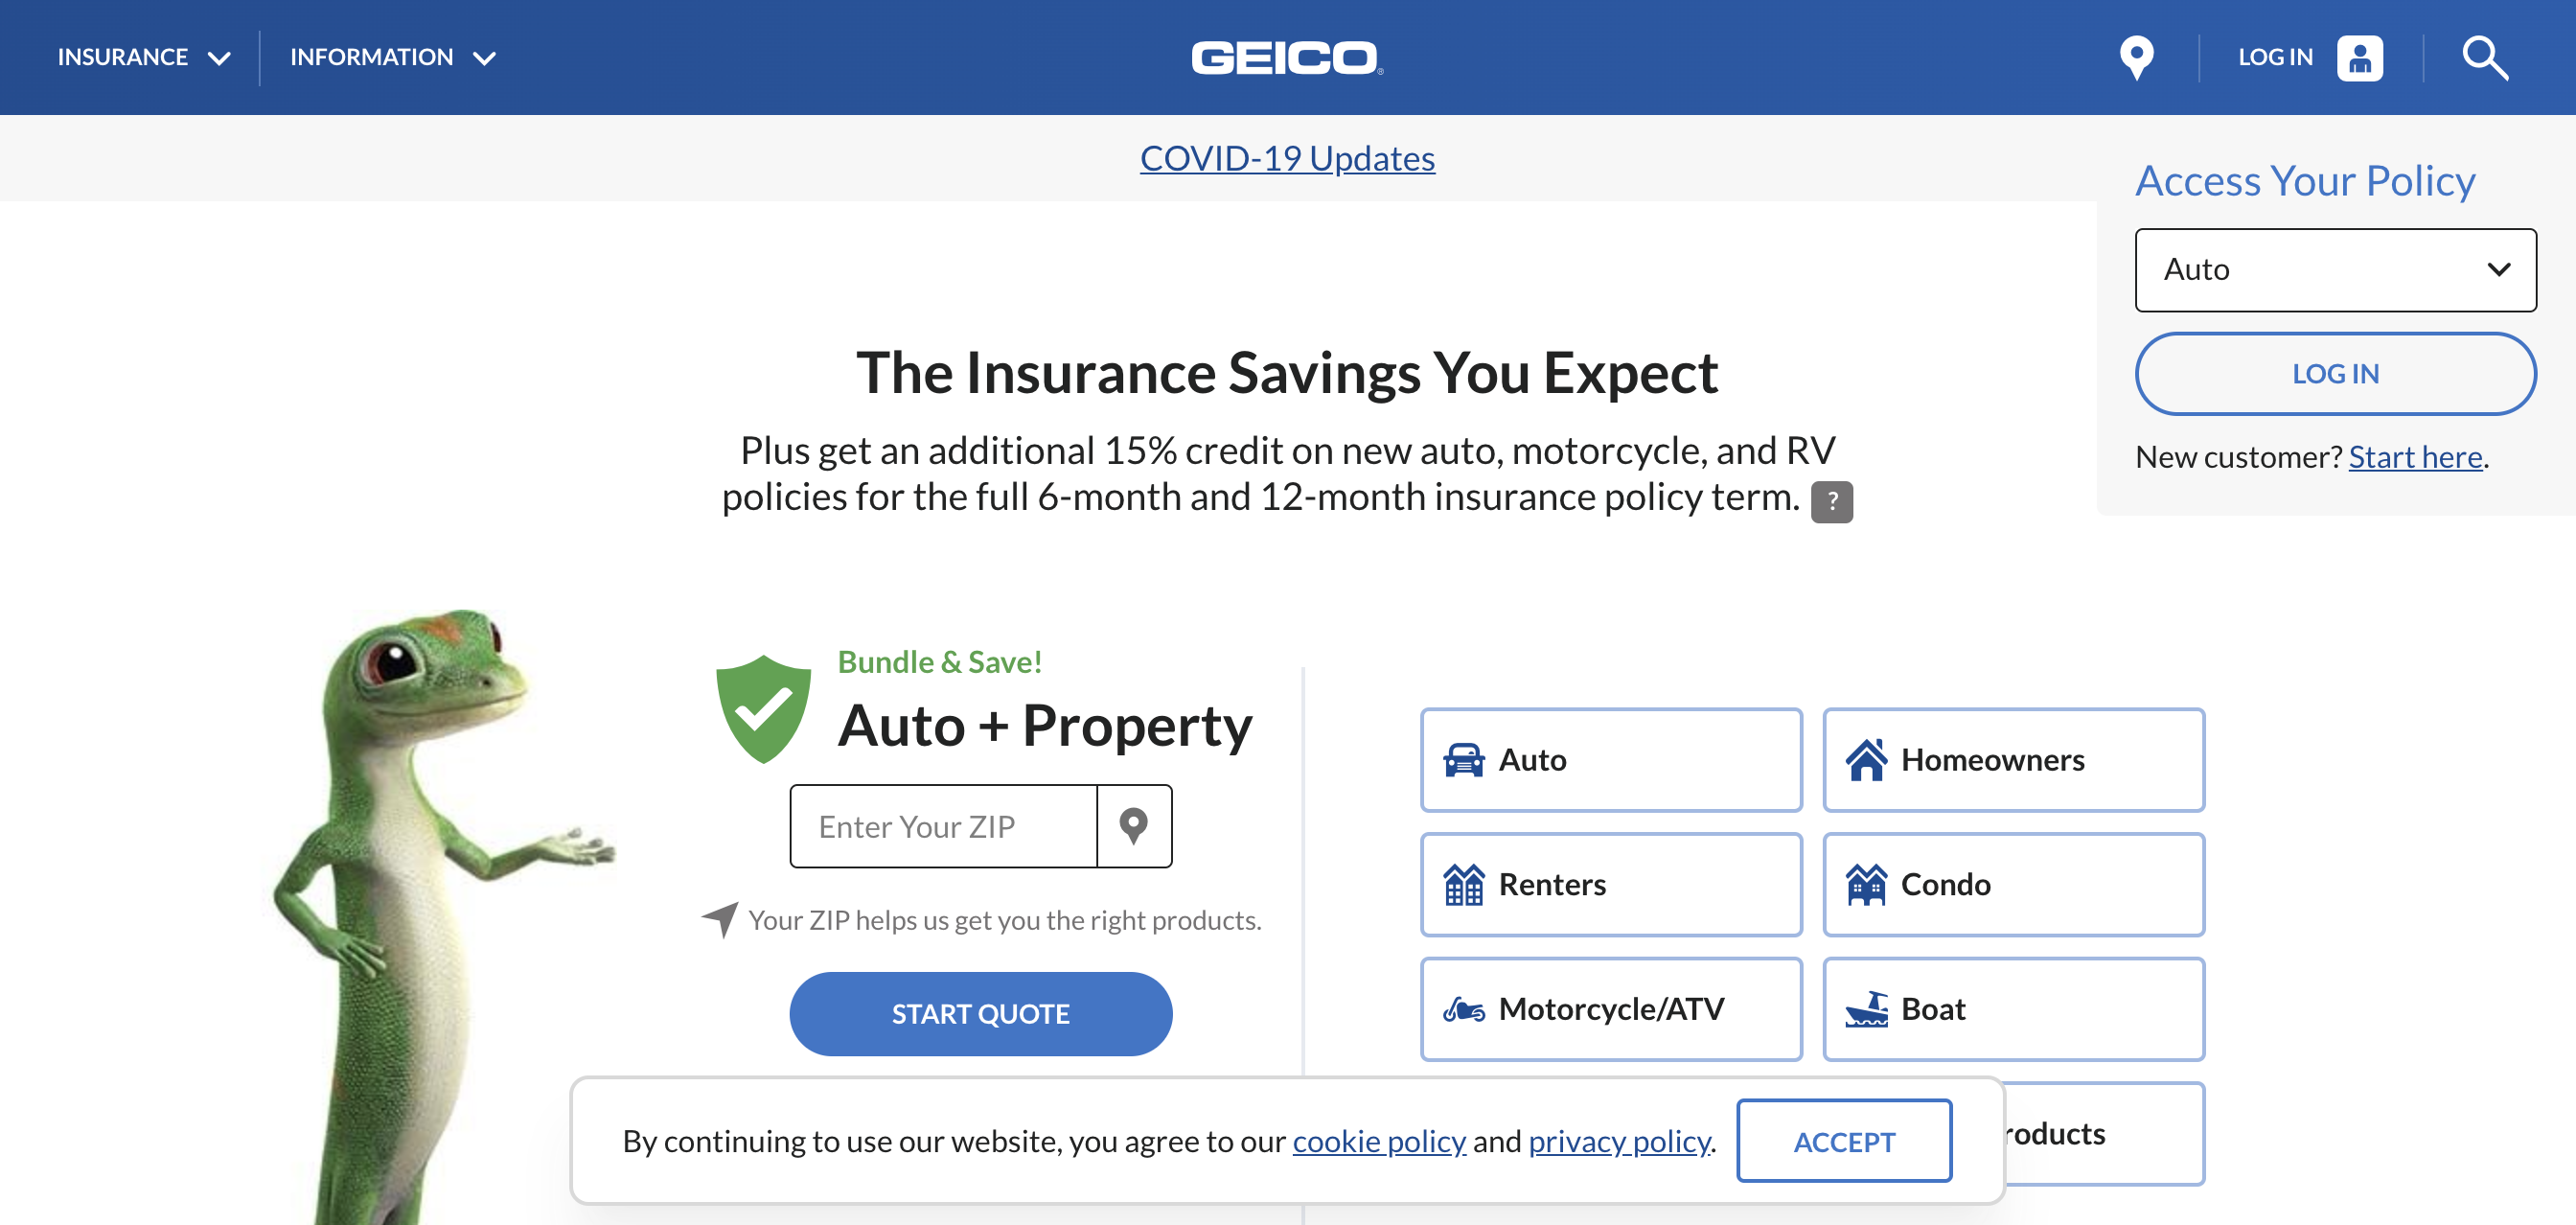 INSURANCE
INFORMATION
GEICO
LOG IN
COVID-19 Updates
Access Your Policy
Auto
LOG IN
New customer? Start here.
The Insurance Savings You Expect
Plus get an additional 15% credit on new auto, motorcycle, and RV
policies for the full 6-month and 12-month insurance policy term. ?
Bundle & Save!
Auto + Property
Enter Your ZIP
Your ZIP helps us get you the right products.
START QUOTE
Auto
Homeowners
Renters
Condo
Motorcycle/ATV
Boat
roducts
By continuing to use our website, you agree to our cookie policy and privacy policy.
ACCEPT